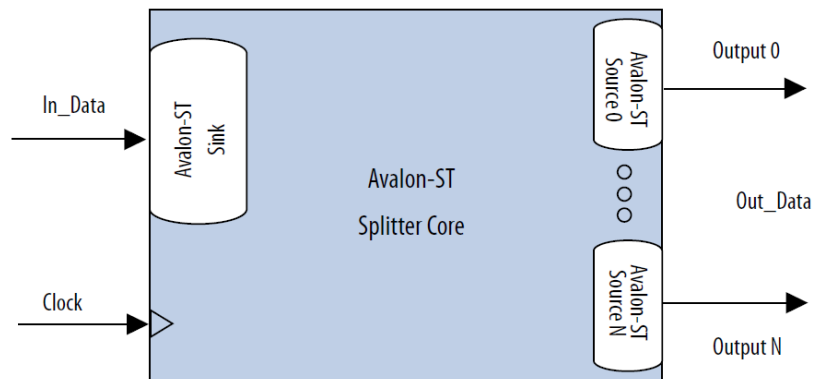 In_Data
Clock
Avalon-ST
Sink
Avalon-ST
Splitter Core
Avalon-ST
Source 0
Avalon-ST
Source N
Output 0
Out_Data
Output N